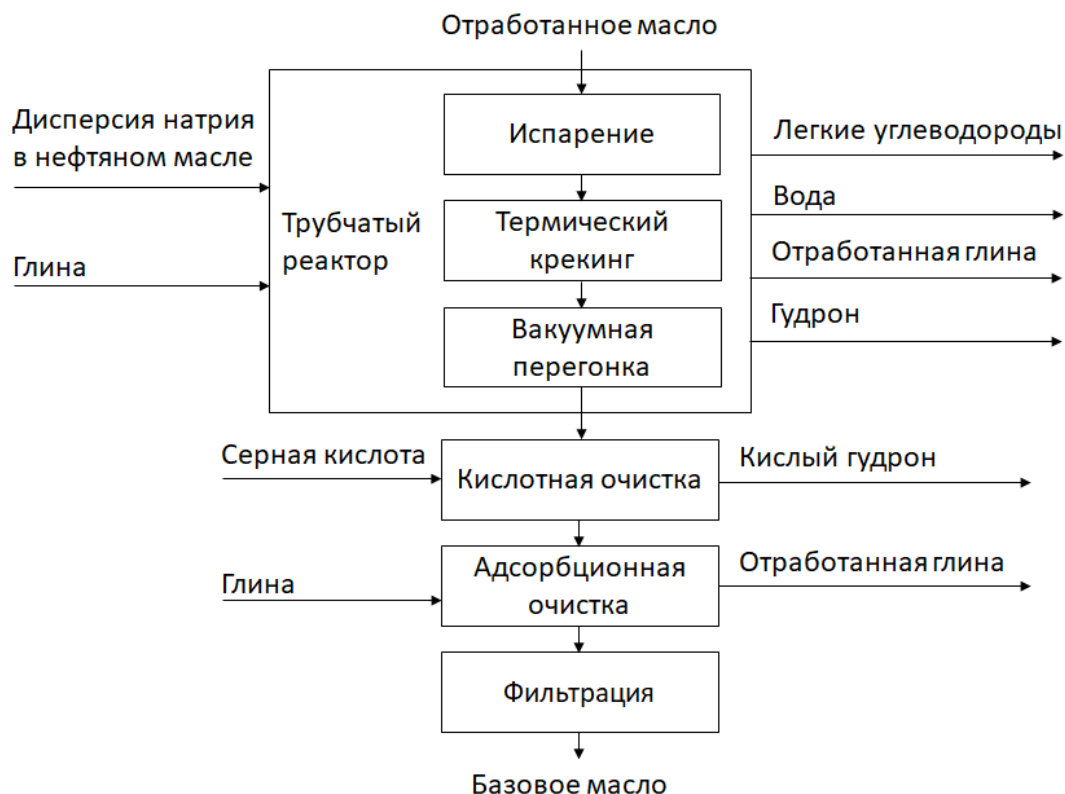 Отработанное масло
Дисперсия натрия
в нефтяном масле
Глина
Трубчатый
реактор
Испарение
Термический
крекинг
Вакуумная
перегонка
Легкие углеводороды
Вода
Отработанная глина
Гудрон
Серная кислота
Кислотная очистка
Кислый гудрон
Глина
Адсорбционная
очистка
Отработанная глина
Фильтрация
Базовое масло